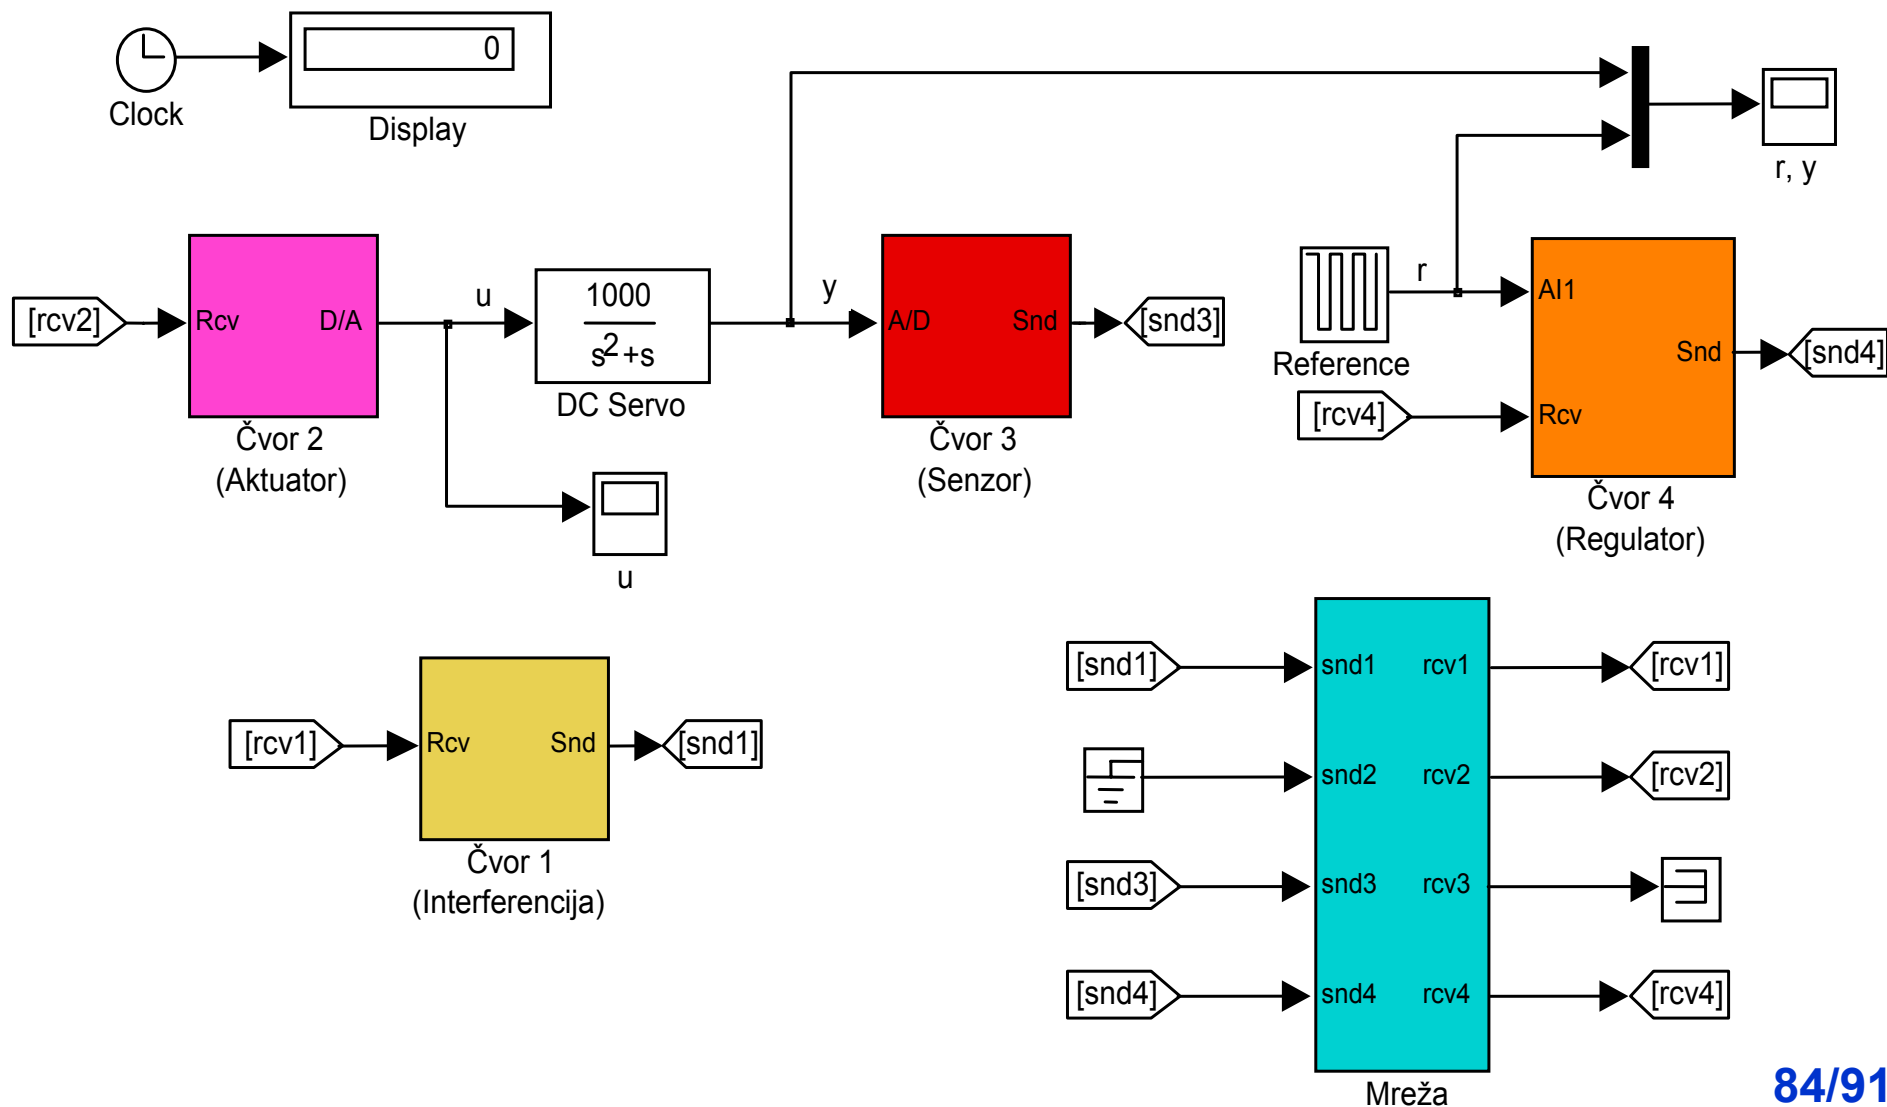 0
Clock
Display
r, y
[rcv2]
Rcv
D/A
u
1000
s2+s
DC Servo
y
A/D
Snd
[snd3]
r
Reference
[rcv4]
AI1
Rcv
Snd
[snd4]
Čvor 2
(Aktuator)
Čvor 3
(Senzor)
Čvor 4
(Regulator)
u
[rcv1]
Rcv
Snd
[snd1]
Čvor 1
(Interferencija)
[snd1]
snd1
rcv1
[rcv1]
snd2
rcv2
[rcv2]
[snd3]
snd3
rcv3
[snd4]
snd4
rcv4
[rcv4]
Mreža
84/91